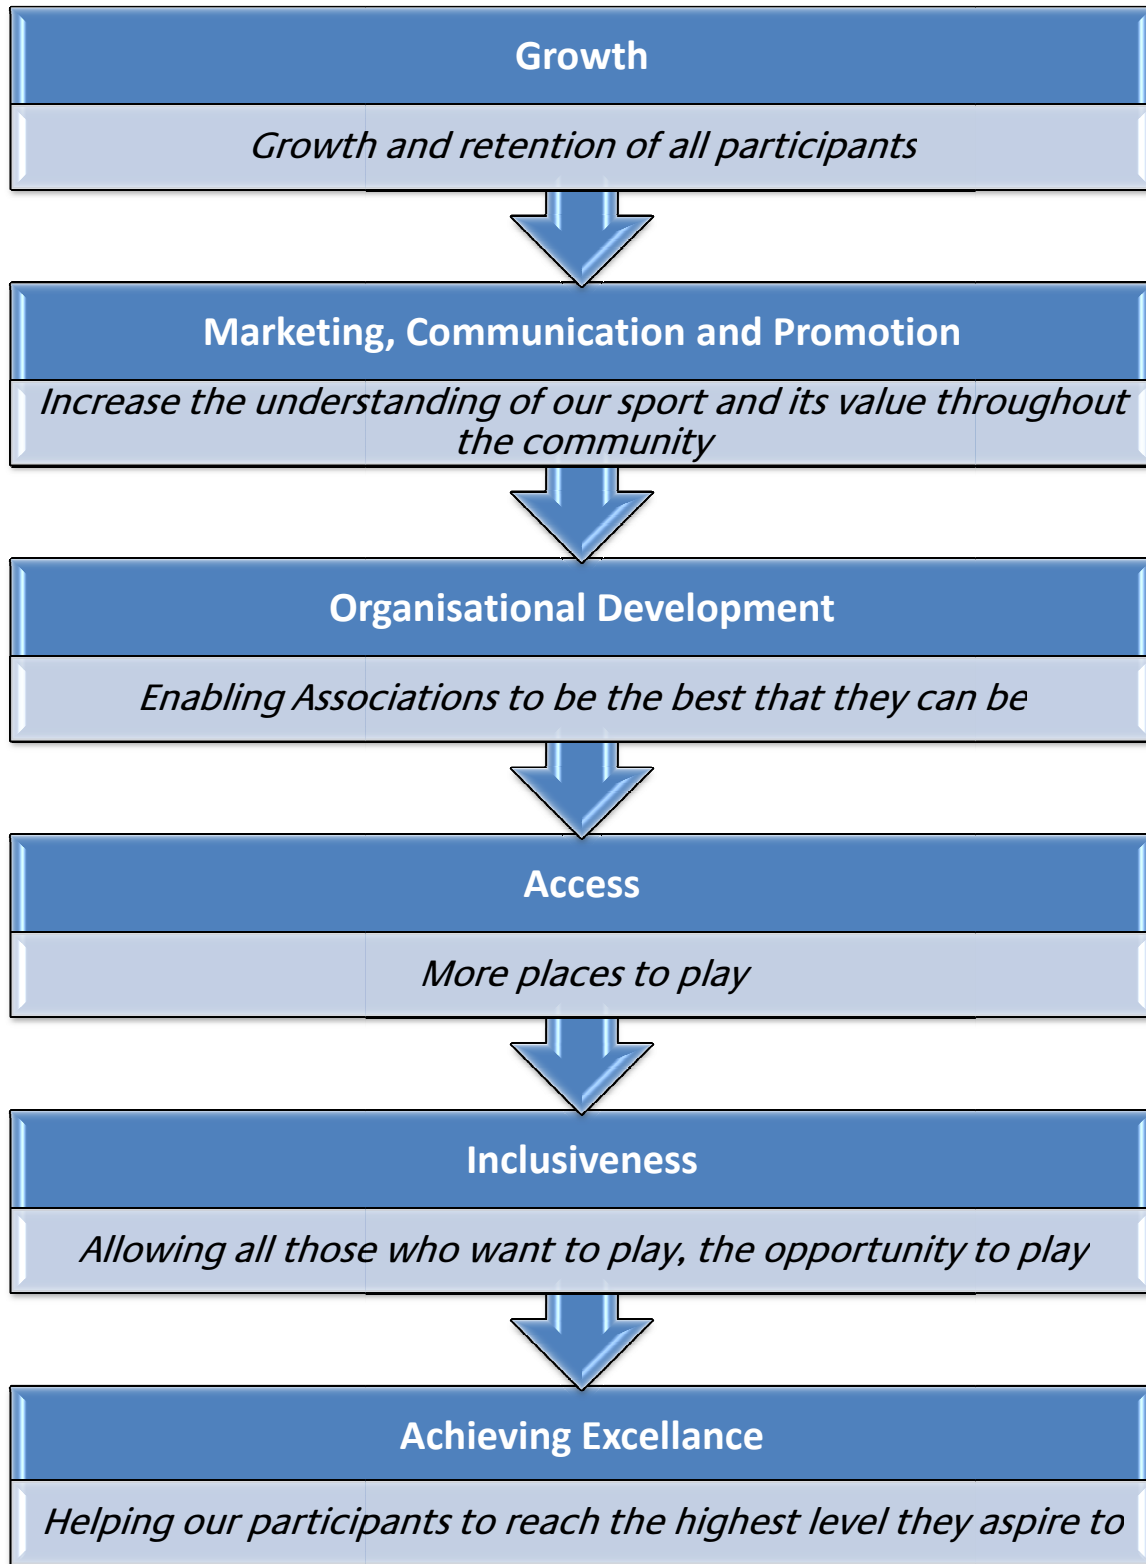 Growth
Growth and retention of all participants
Marketing, Communication and Promotion
Increase the understanding of our sport and its value throughout
the community
Organisational Development
Enabling Associations to be the best that they can be
Access
More places to play
Inclusiveness
Allowing all those who want to play, the opportunity to play
Achieving Excellance
Helping our participants to reach the highest level they aspire to